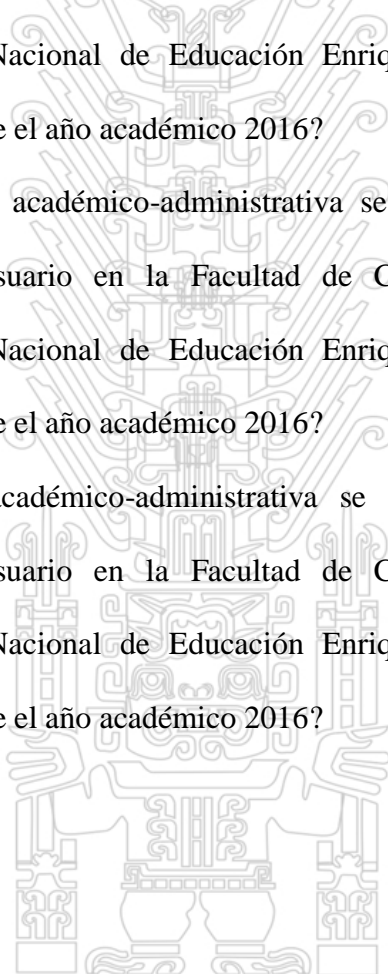 Nacional de Educación Enriq
e el año académico 2016?
académico-administrativa se
suario en la Facultad de C
Nacional de Educación Enriq
e el año académico 2016?
académico-administrativa se
suario en la Facultad de C
Nacional de Educación Enriq
e el año académico 2016?